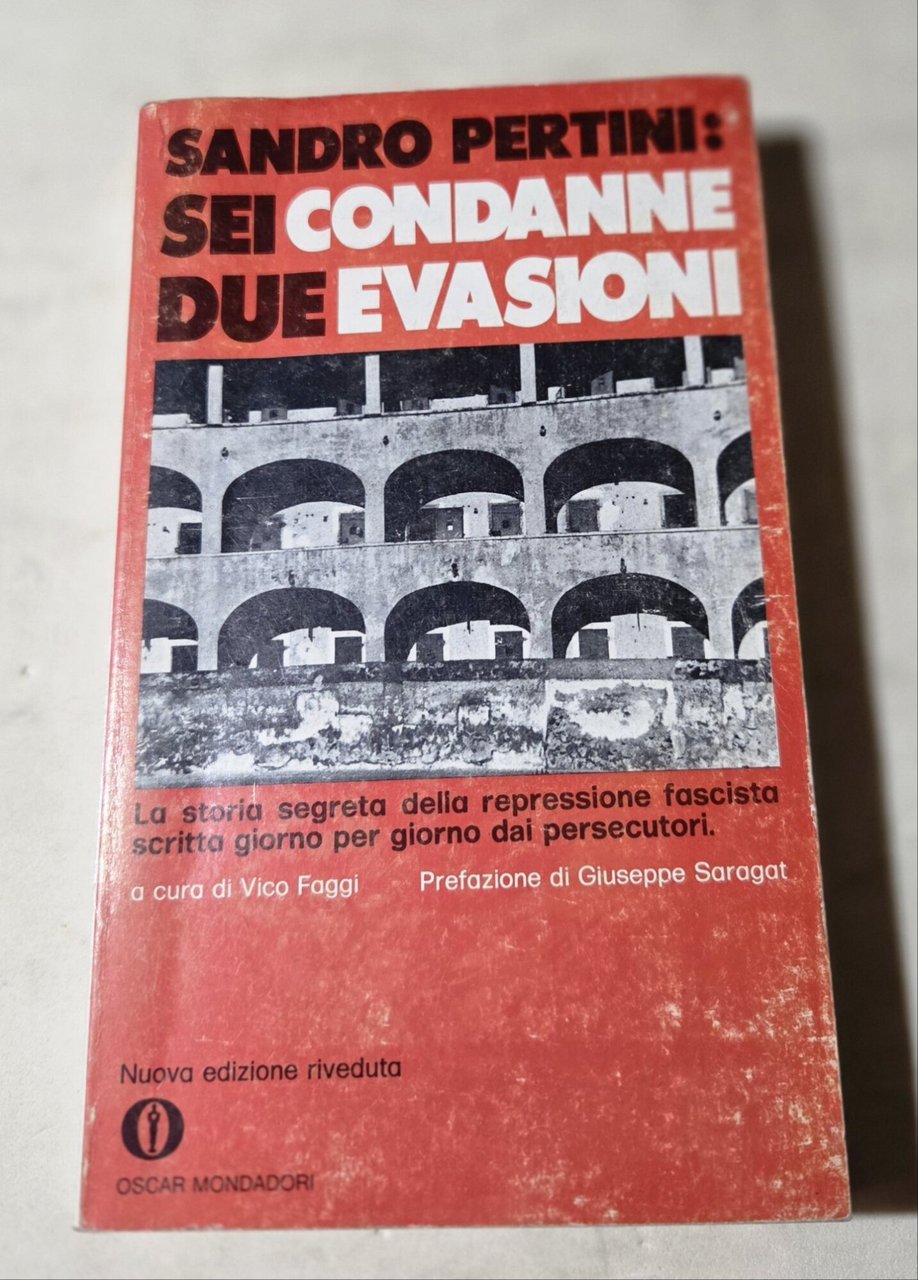 SANDRO PERTINI:
SEI CONDANNE
DUE EVASIONI
La storia segreta della repressione fascista
scritta giorno per giorno dai persecutori.
a cura di Vico Faggi Prefazione di Giuseppe Saragat
Nuova edizione riveduta
OSCAR MONDADORI